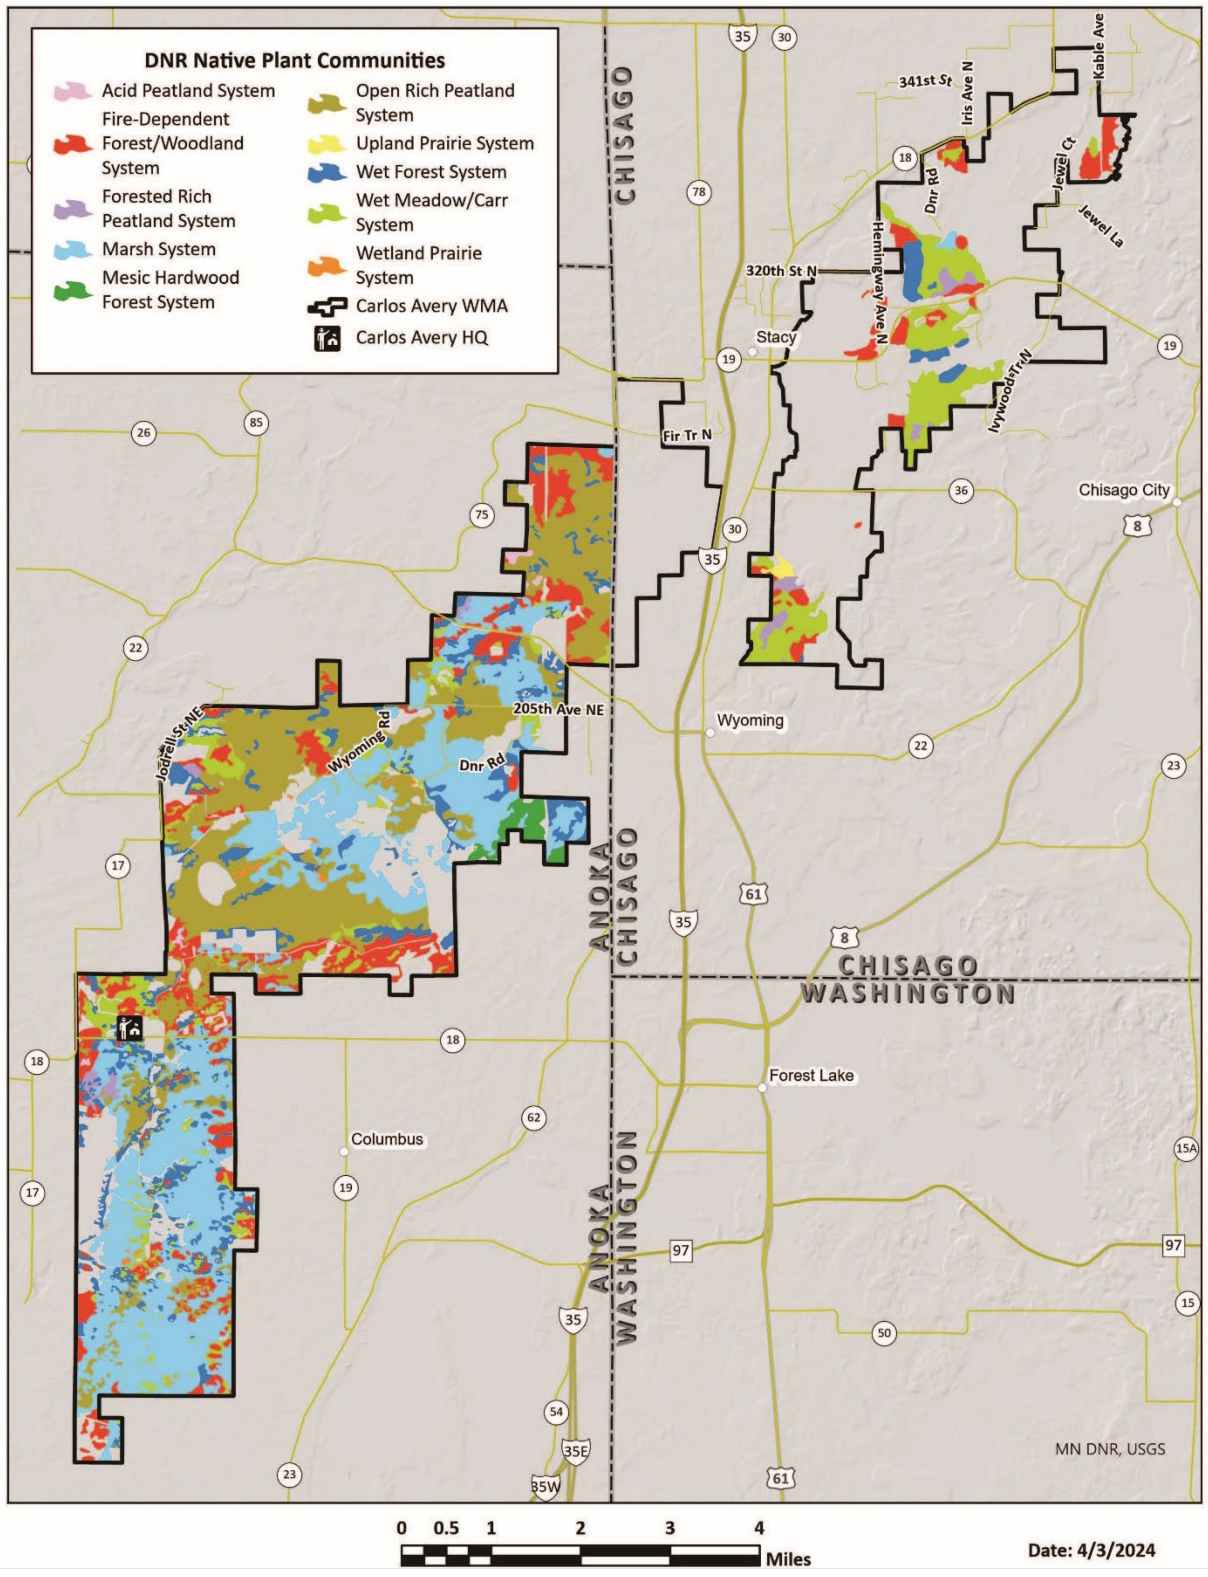 DNR Native Plant Communities
Acid Peatland System
Fire-Dependent
Forest/Woodland
System
Forested Rich
Peatland System
Marsh System
Mesic Hardwood
Forest System
Open Rich Peatland
System
Upland Prairie System
Wet Forest System
Wet Meadow/Carr
System
Wetland Prairie
System
Carlos Avery WMA
Carlos Avery HQ
CHISAGO
35
30
78
341st St
Iris Ave N
Kable Ave
18
Dnr Rd
Jewel Ct
Jewel La
Hemingway Ave N
320th St N
Stacy
19
19
Ivywood Tr N
Fir Tr N
26
85
75
36
Chisago City
8
30
35
22
205th Ave NE
Wyoming
Jodrell St NE
Wyoming Rd
Dnr Rd
22
23
17
ANOKA
CHISAGO
61
35
8
CHISAGO
WASHINGTON
18
18
Forest Lake
62
Columbus
15A
17
19
ANOKA
WASHINGTON
97
97
35
15
50
54
35E
35W
23
61
MN DNR, USGS
0 0.5 1 2 3 4
Miles
Date: 4/3/2024